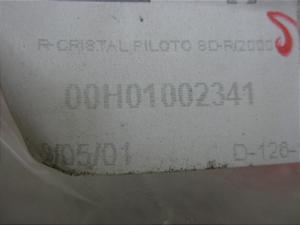 R-CRISTAL PILOTO SD-R/2000
00H01002341
/05/01 D-126-